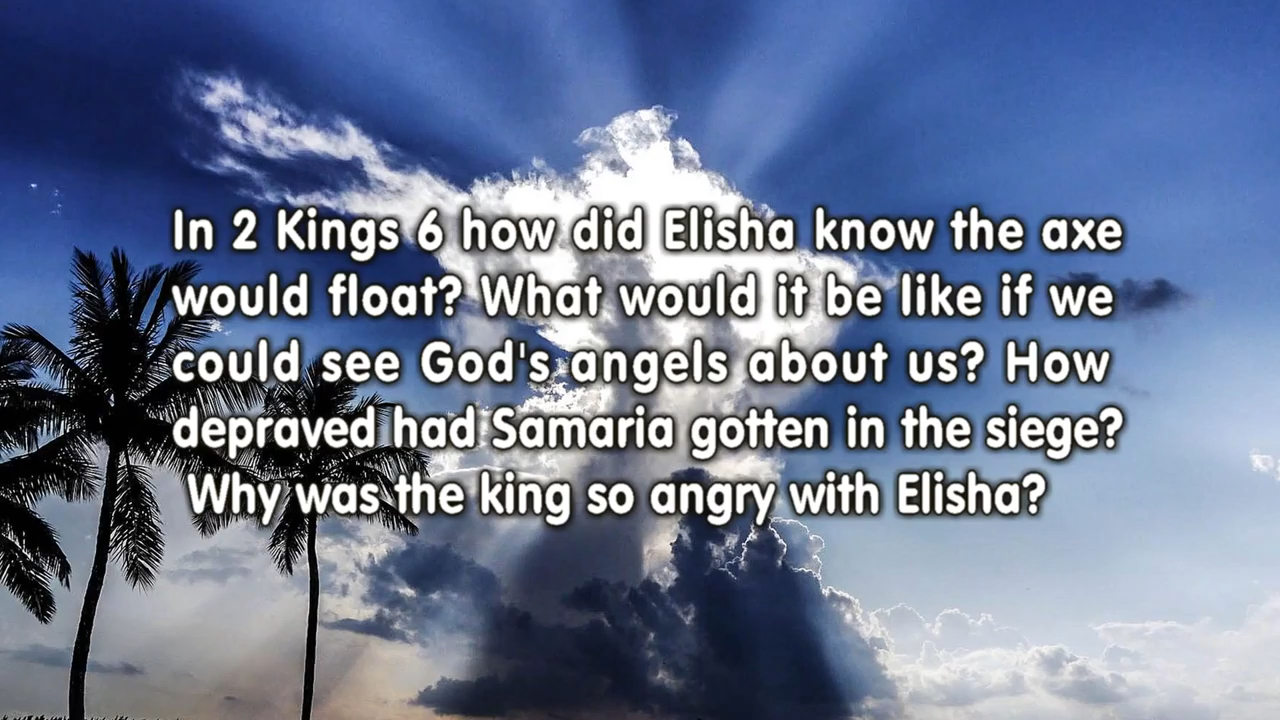 In 2 Kings 6 how did Elisha know the axe
would float? What would it be like if we
could see God's angels about us? How
depraved had Samaria gotten in the siege?
Why was the king so angry with Elisha?